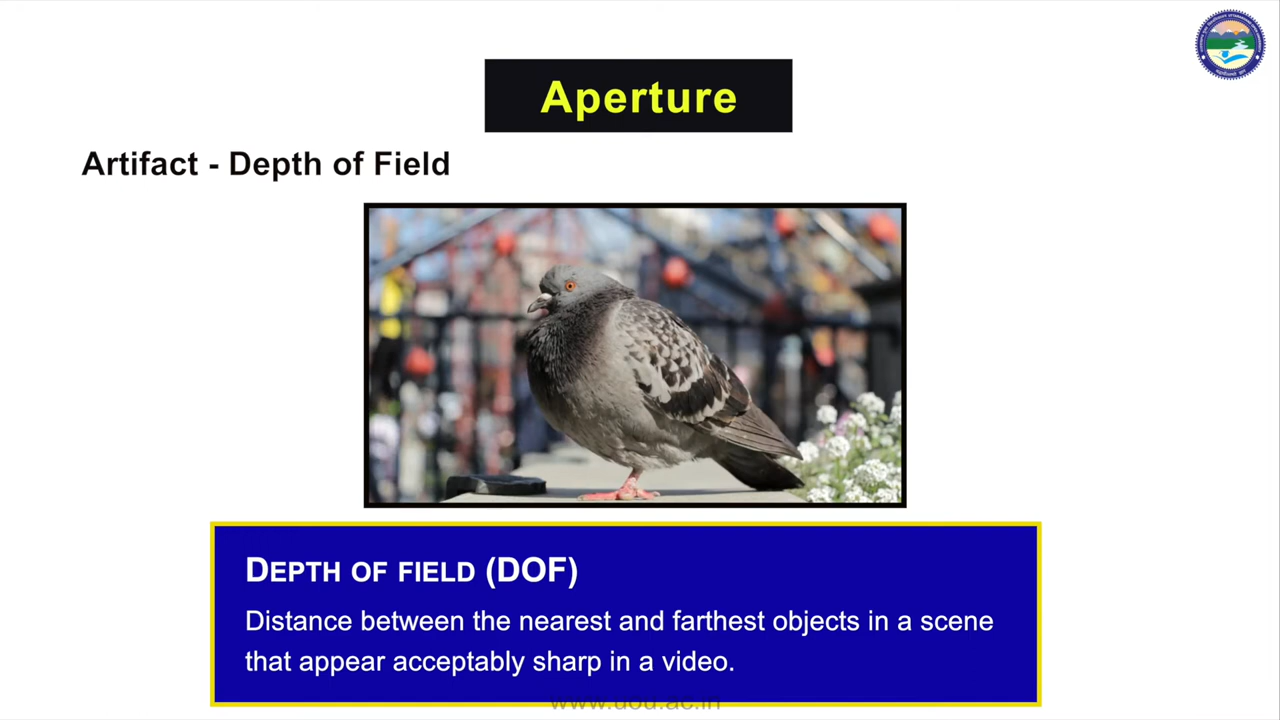 Aperture
Artifact - Depth of Field
DEPTH OF FIELD (DOF)
Distance between the nearest and farthest objects in a scene
that appear acceptably sharp in a video.
www.uou.ac.in